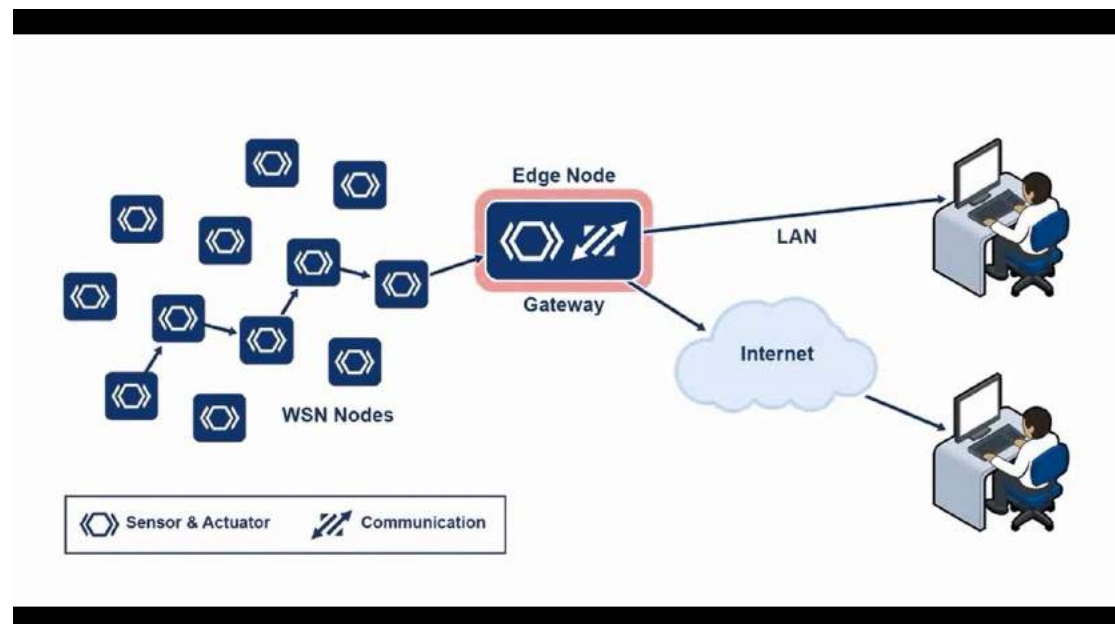 Edge Node
Gateway
LAN
Internet
WSN Nodes
Sensor & Actuator
Communication